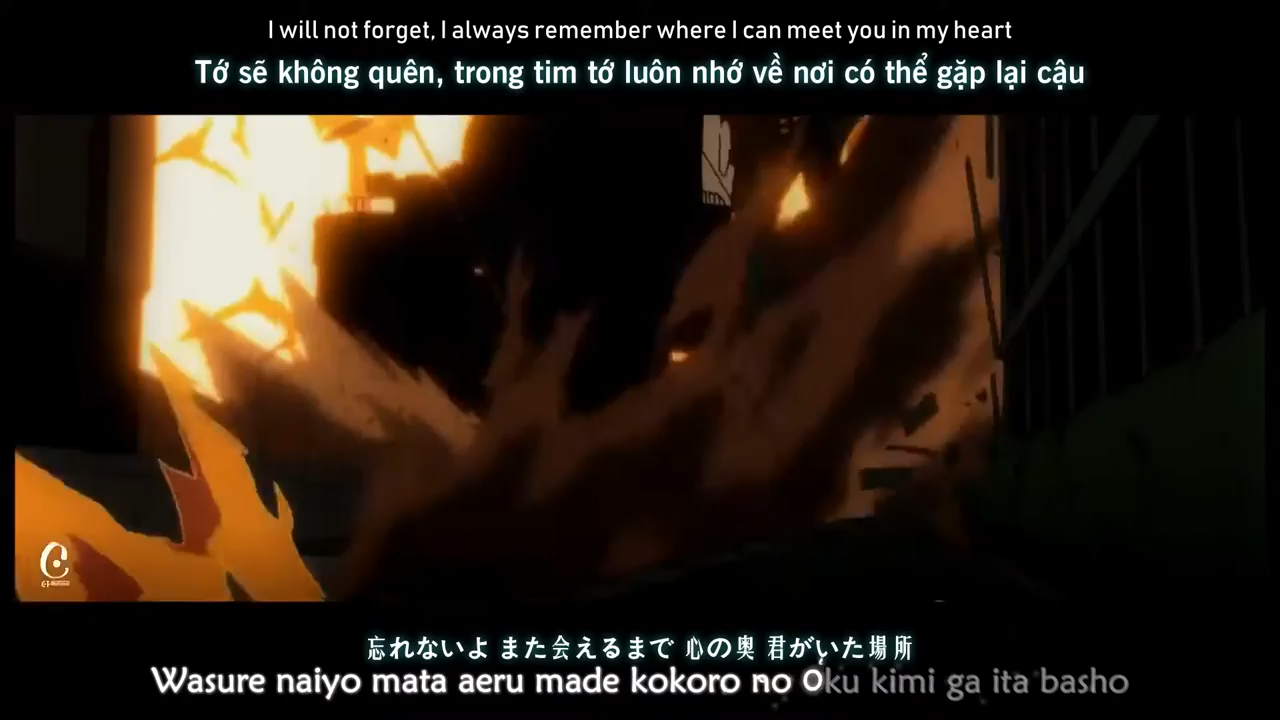 I will not forget, I always remember where I can meet you in my heart
Tớ sẽ không quên, trong tim tớ luôn nhớ về nơi có thể gặp lại cậu
忘れないよ また会えるまで 心の奥 君がいた場所
Wasure naiyo mata aeru made kokoro no Oku kimi ga ita basho